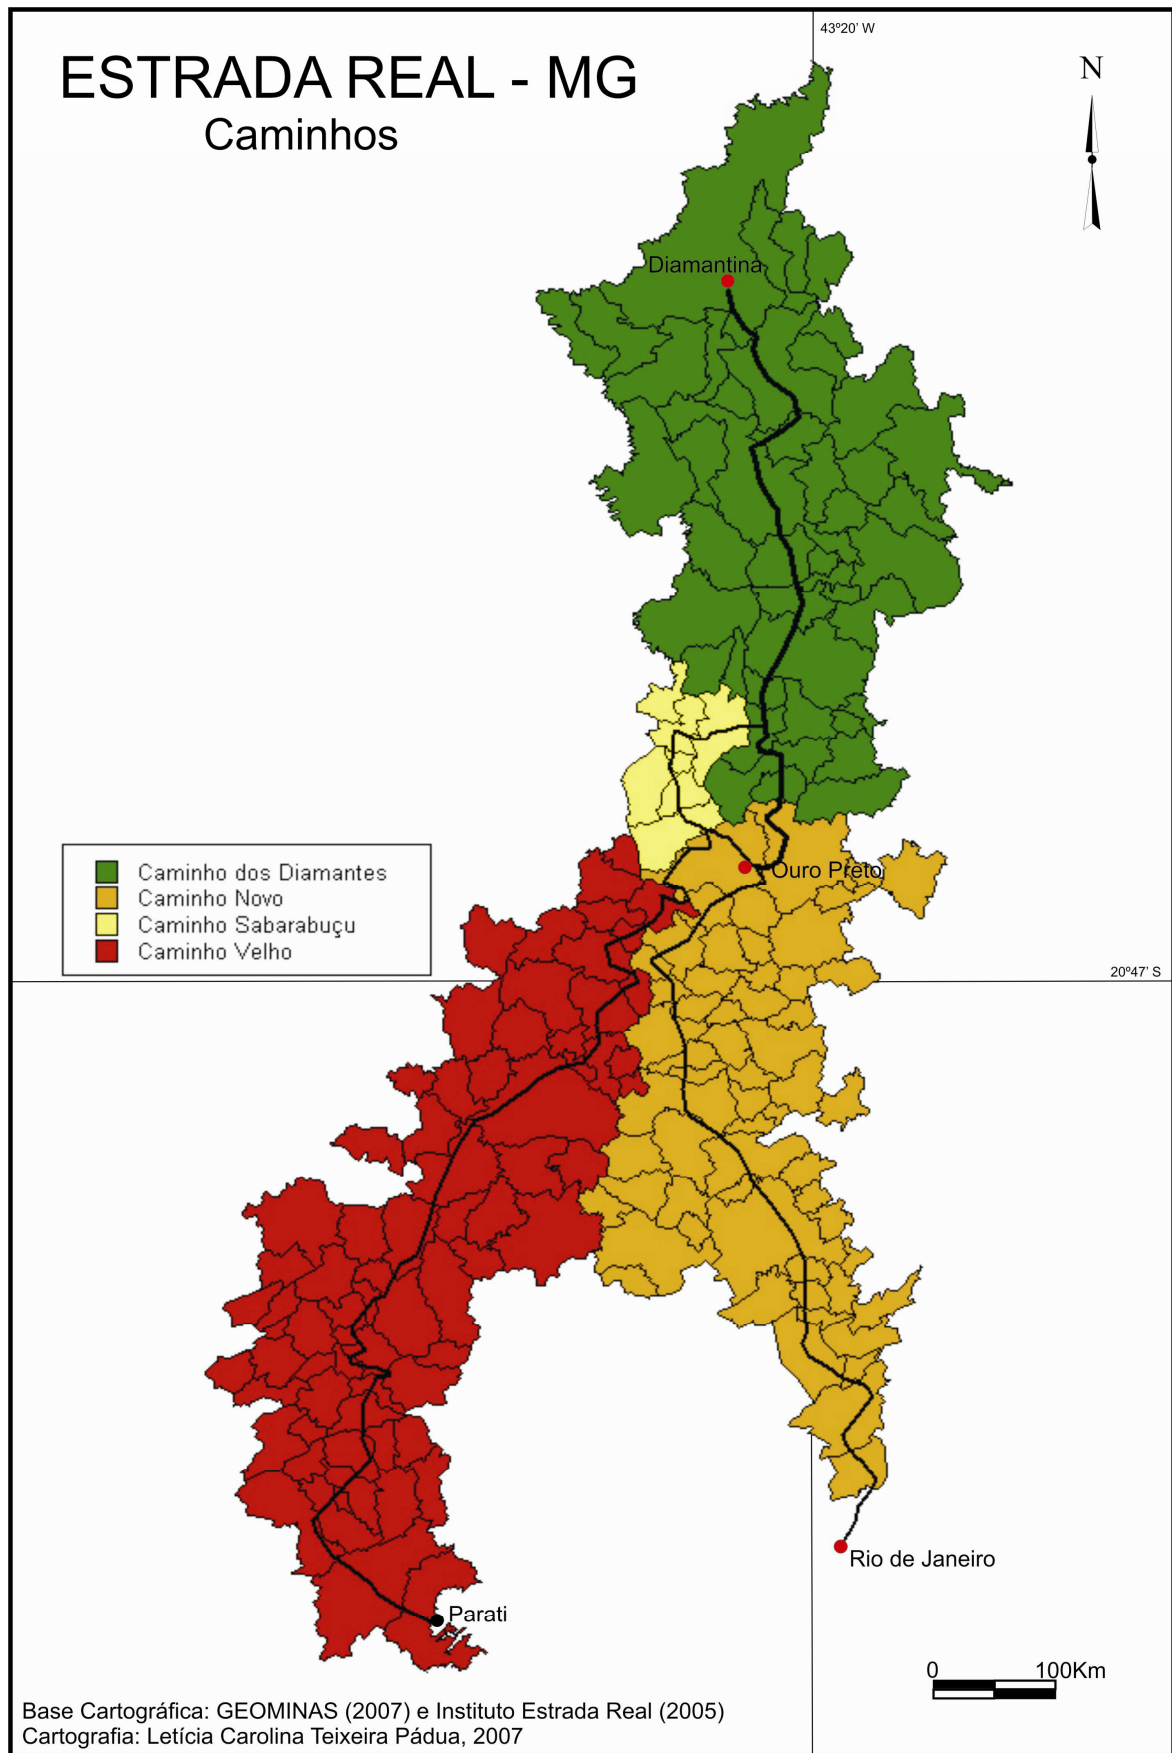 43º20' W
ESTRADA REAL - MG
Caminhos
N
Diamantina
Caminho dos Diamantes
Caminho Novo
Caminho Sabarabuçu
Caminho Velho
Ouro Preto
20º47' S
Rio de Janeiro
Parati
0 100Km
Base Cartográfica: GEOMINAS (2007) e Instituto Estrada Real (2005)
Cartografia: Letícia Carolina Teixeira Pádua, 2007